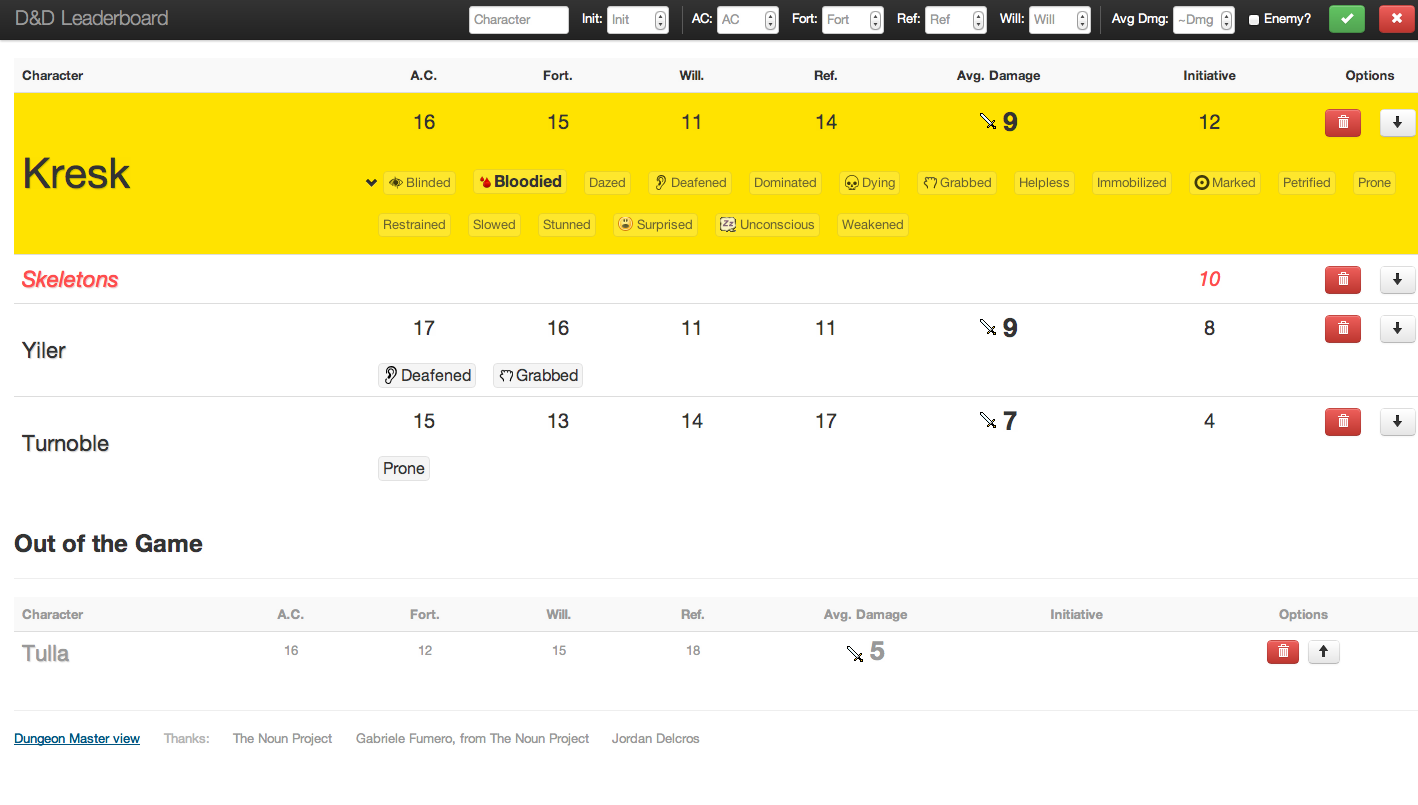 D&D Leaderboard Character Init: Init AC: AC Fort: Fort Ref: Ref Will: Will Avg Dmg: ~Dmg Enemy?
Character A.C. Fort. Will. Ref. Avg. Damage Initiative Options
16 15 11 14 9 12
Kresk
Blinded Bloodied Dazed Deafened Dominated Dying Grabbed Helpless Immobilized Marked Petrified Prone
Restrained Slowed Stunned Surprised Zz Unconscious Weakened
Skeletons 10
17 16 11 11 9 8
Yiler
Deafened Grabbed
15 13 14 17 7 4
Turnoble
Prone
Out of the Game
Character A.C. Fort. Will. Ref. Avg. Damage Initiative Options
Tulla 16 12 15 18 5
Dungeon Master view Thanks: The Noun Project Gabriele Fumero, from The Noun Project Jordan Delcros